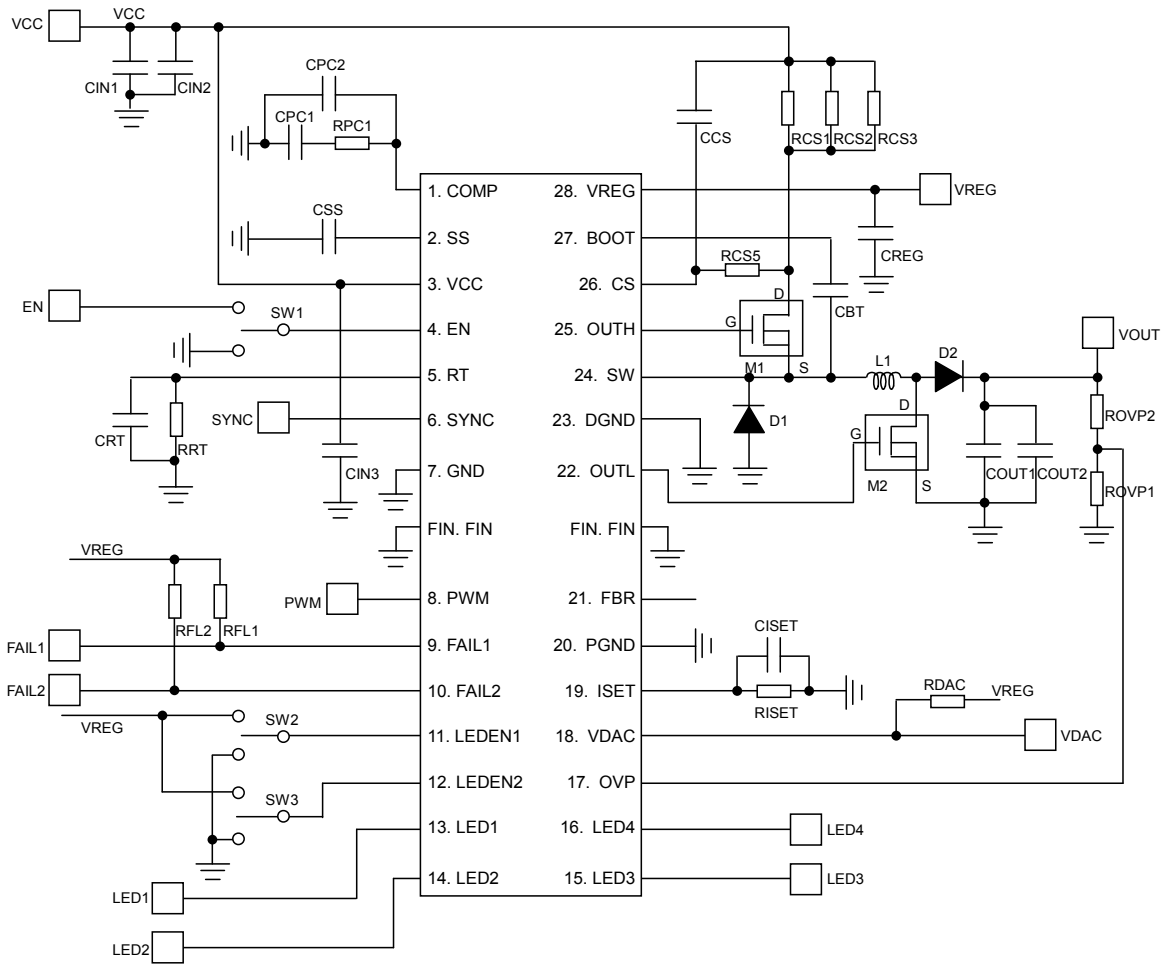 VCC
VCC
CIN1
CIN2
CPC2
CPC1
RPC1
CSS
CCS
RCS1
RCS2
RCS3
1. COMP
2. SS
3. VCC
4. EN
5. RT
6. SYNC
7. GND
FIN. FIN
8. PWM
9. FAIL1
10. FAIL2
11. LEDEN1
12. LEDEN2
13. LED1
14. LED2
28. VREG
27. BOOT
26. CS
25. OUTH
24. SW
23. DGND
22. OUTL
FIN. FIN
21. FBR
20. PGND
19. ISET
18. VDAC
17. OVP
16. LED4
15. LED3
EN
SW1
CRT
RRT
SYNC
CIN3
VREG
RFL2
RFL1
PWM
FAIL1
FAIL2
VREG
SW2
SW3
LED1
LED2
VREG
CREG
RCS5
CBT
D
G
M1
S
D1
L1
D2
VOUT
D
G
M2
S
COUT1
COUT2
ROVP2
ROVP1
CISET
RISET
RDAC
VREG
VDAC
LED4
LED3